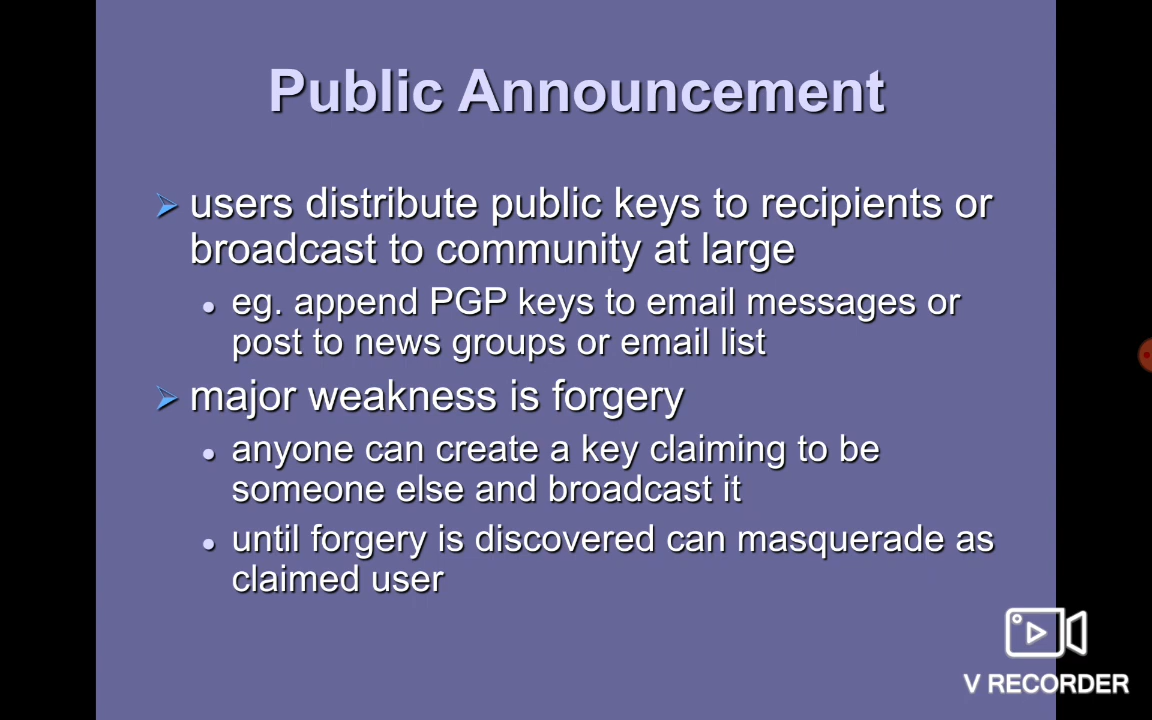 Public Announcement
users distribute public keys to recipients or
broadcast to community at large
eg. append PGP keys to email messages or
post to news groups or email list
major weakness is forgery
anyone can create a key claiming to be
someone else and broadcast it
until forgery is discovered can masquerade as
claimed user
V RECORDER